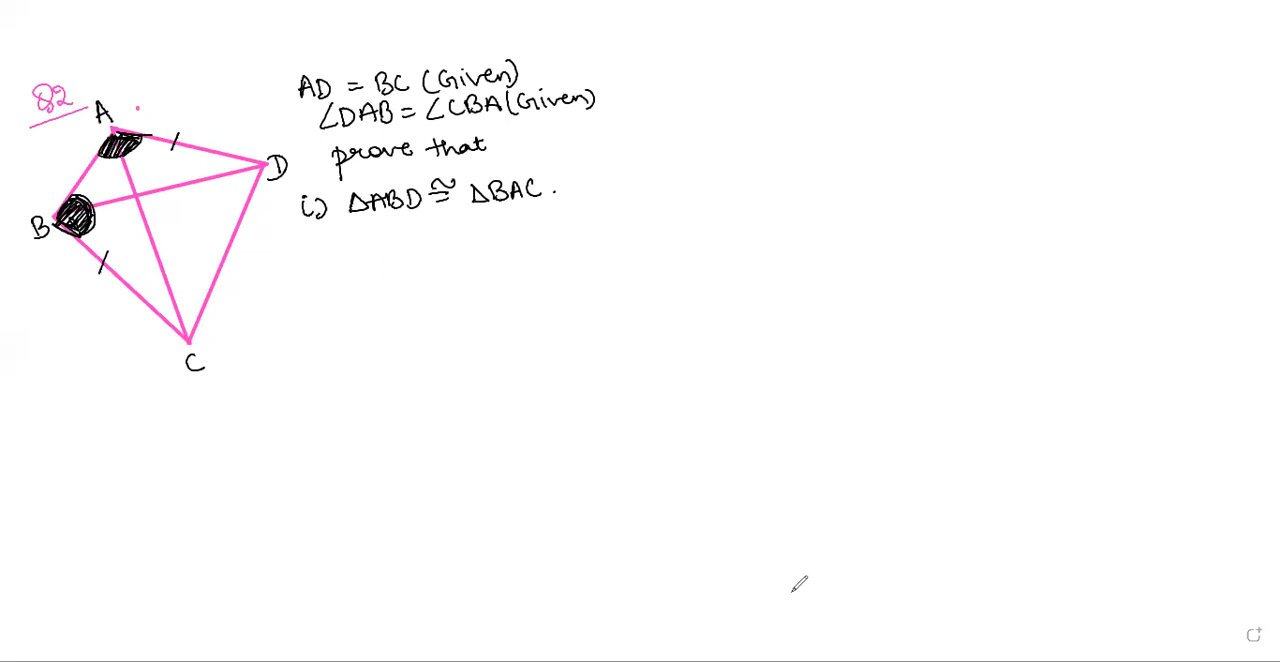 Q2
A
D
B
C
AD = BC (Given)
∠DAB = ∠CBA (Given)
prove that
i) ΔABD ≅ ΔBAC.